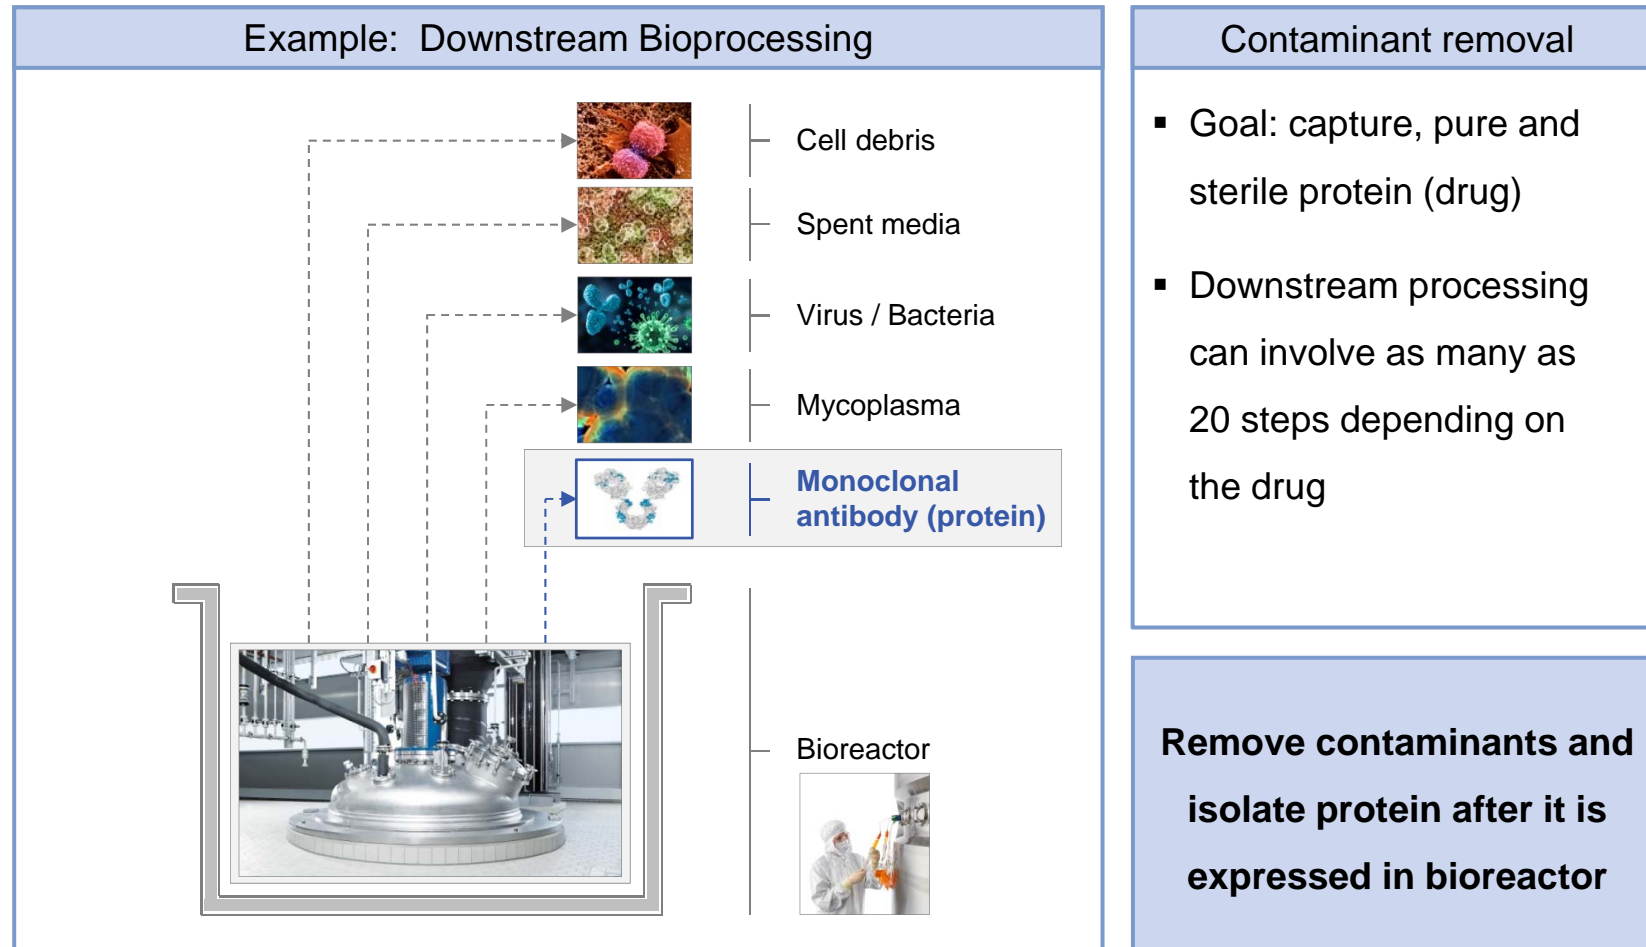 Example:  Downstream Bioprocessing
Cell debris
Spent media
Virus / Bacteria
Mycoplasma
Monoclonal
antibody (protein)
Bioreactor
Contaminant removal
▪ Goal: capture, pure and
sterile protein (drug)
▪ Downstream processing
can involve as many as
20 steps depending on
the drug
Remove contaminants and
isolate protein after it is
expressed in bioreactor